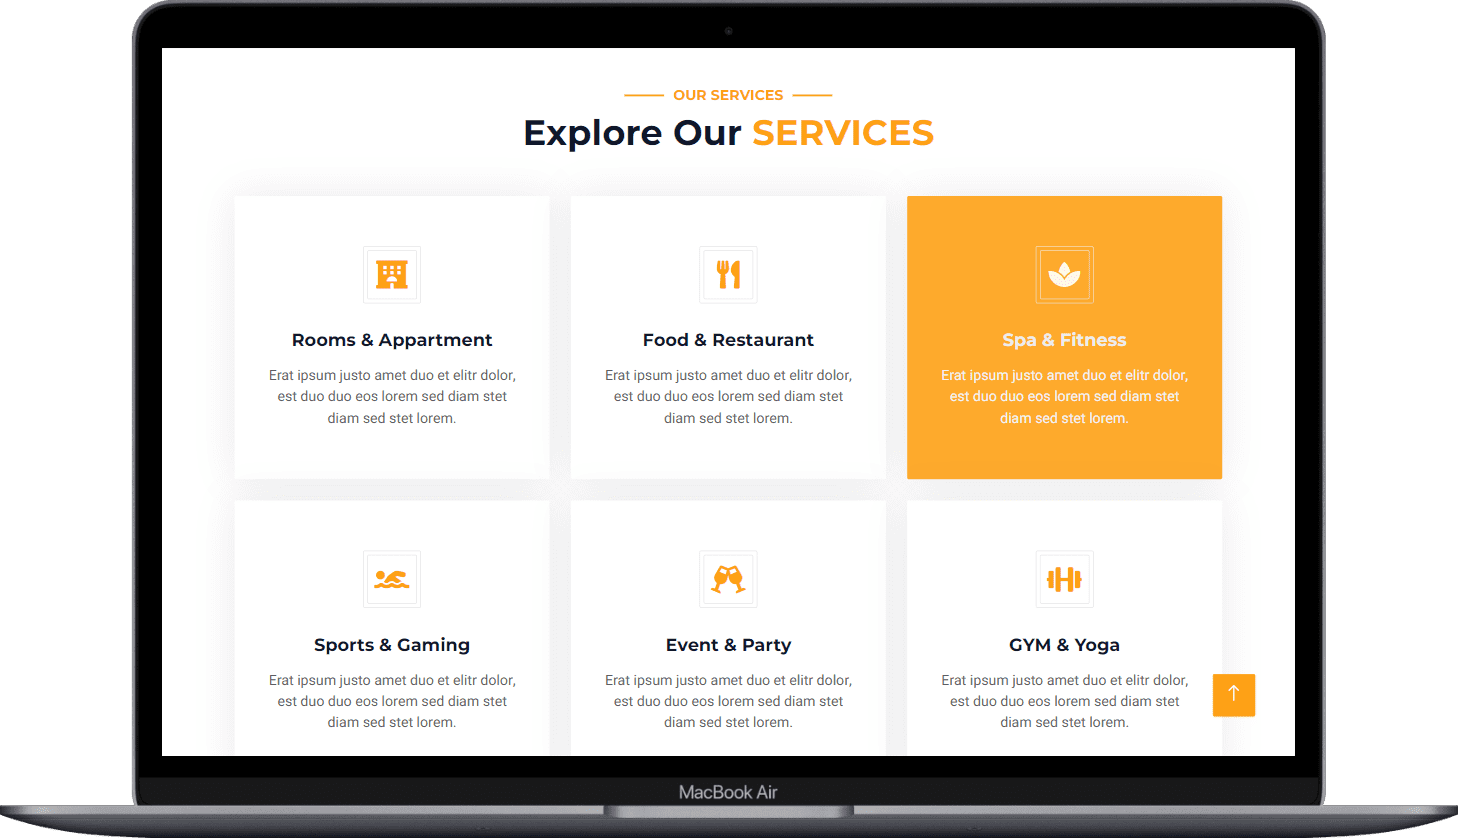 OUR SERVICES
Explore Our SERVICES
Rooms & Appartment
Erat ipsum justo amet duo et elitr dolor,
est duo duo eos lorem sed diam stet
diam sed stet lorem.
Food & Restaurant
Erat ipsum justo amet duo et elitr dolor,
est duo duo eos lorem sed diam stet
diam sed stet lorem.
Spa & Fitness
Erat ipsum justo amet duo et elitr dolor,
est duo duo eos lorem sed diam stet
diam sed stet lorem.
Sports & Gaming
Erat ipsum justo amet duo et elitr dolor,
est duo duo eos lorem sed diam stet
diam sed stet lorem.
Event & Party
Erat ipsum justo amet duo et elitr dolor,
est duo duo eos lorem sed diam stet
diam sed stet lorem.
GYM & Yoga
Erat ipsum justo amet duo et elitr dolor,
est duo duo eos lorem sed diam stet
diam sed stet lorem.
MacBook Air